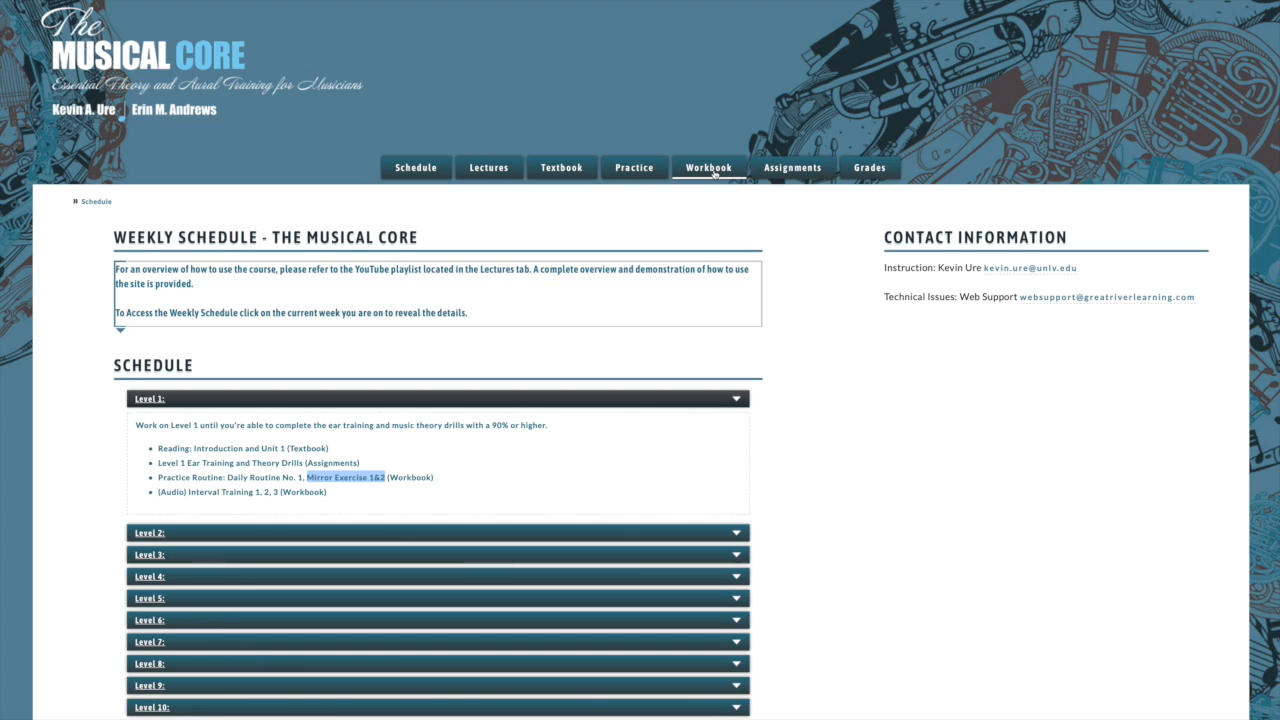 The
MUSICAL CORE
Essential Theory and Aural Training for Musicians
Kevin A. Ure Erin M. Andrews
Schedule Lectures Textbook Practice Workbook Assignments Grades
» Schedule
WEEKLY SCHEDULE - THE MUSICAL CORE
For an overview of how to use the course, please refer to the YouTube playlist located in the Lectures tab. A complete overview and demonstration of how to use
the site is provided.
To Access the Weekly Schedule click on the current week you are on to reveal the details.
SCHEDULE
Level 1:
Work on Level 1 until you're able to complete the ear training and music theory drills with a 90% or higher.
• Reading: Introduction and Unit 1 (Textbook)
• Level 1 Ear Training and Theory Drills (Assignments)
• Practice Routine: Daily Routine No. 1, Mirror Exercise 1&2 (Workbook)
• (Audio) Interval Training 1, 2, 3 (Workbook)
Level 2:
Level 3:
Level 4:
Level 5:
Level 6:
Level 7:
Level 8:
Level 9:
Level 10:
CONTACT INFORMATION
Instruction: Kevin Ure kevin.ure@unlv.edu
Technical Issues: Web Support websupport@greatriverlearning.com